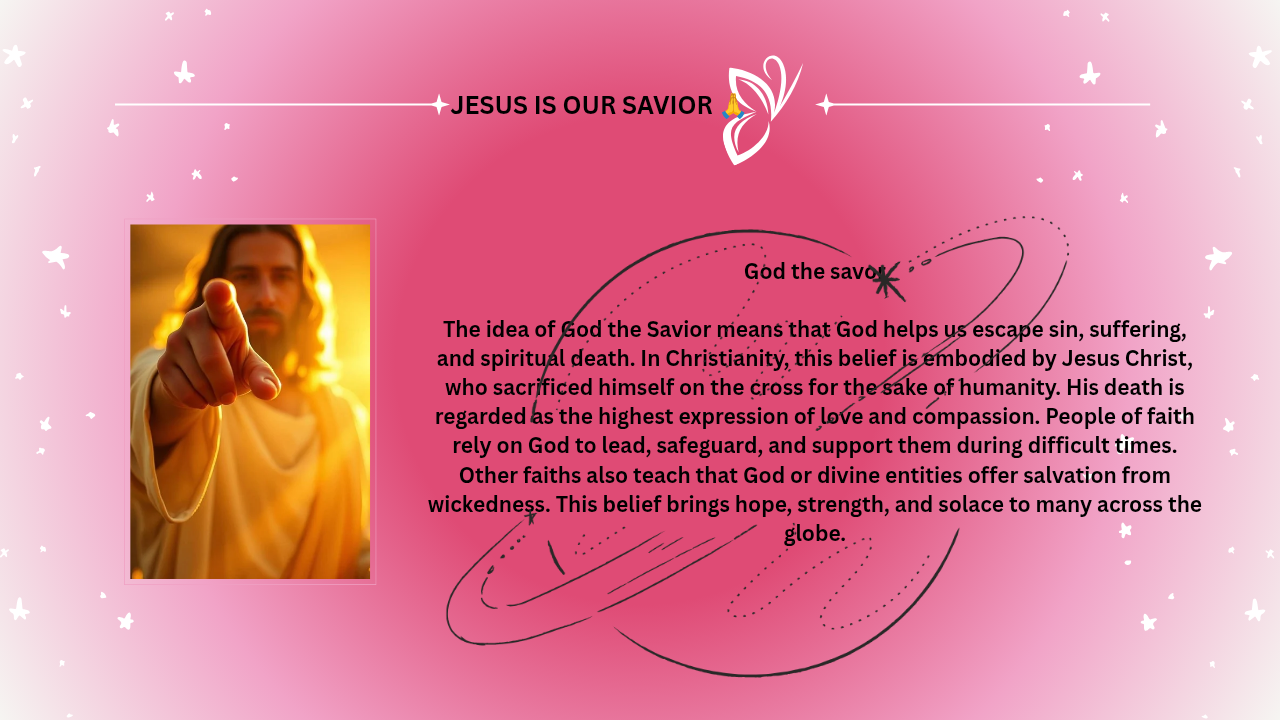 JESUS IS OUR SAVIOR 🙏
God the savor
The idea of God the Savior means that God helps us escape sin, suffering,
and spiritual death. In Christianity, this belief is embodied by Jesus Christ,
who sacrificed himself on the cross for the sake of humanity. His death is
regarded as the highest expression of love and compassion. People of faith
rely on God to lead, safeguard, and support them during difficult times.
Other faiths also teach that God or divine entities offer salvation from
wickedness. This belief brings hope, strength, and solace to many across the
globe.